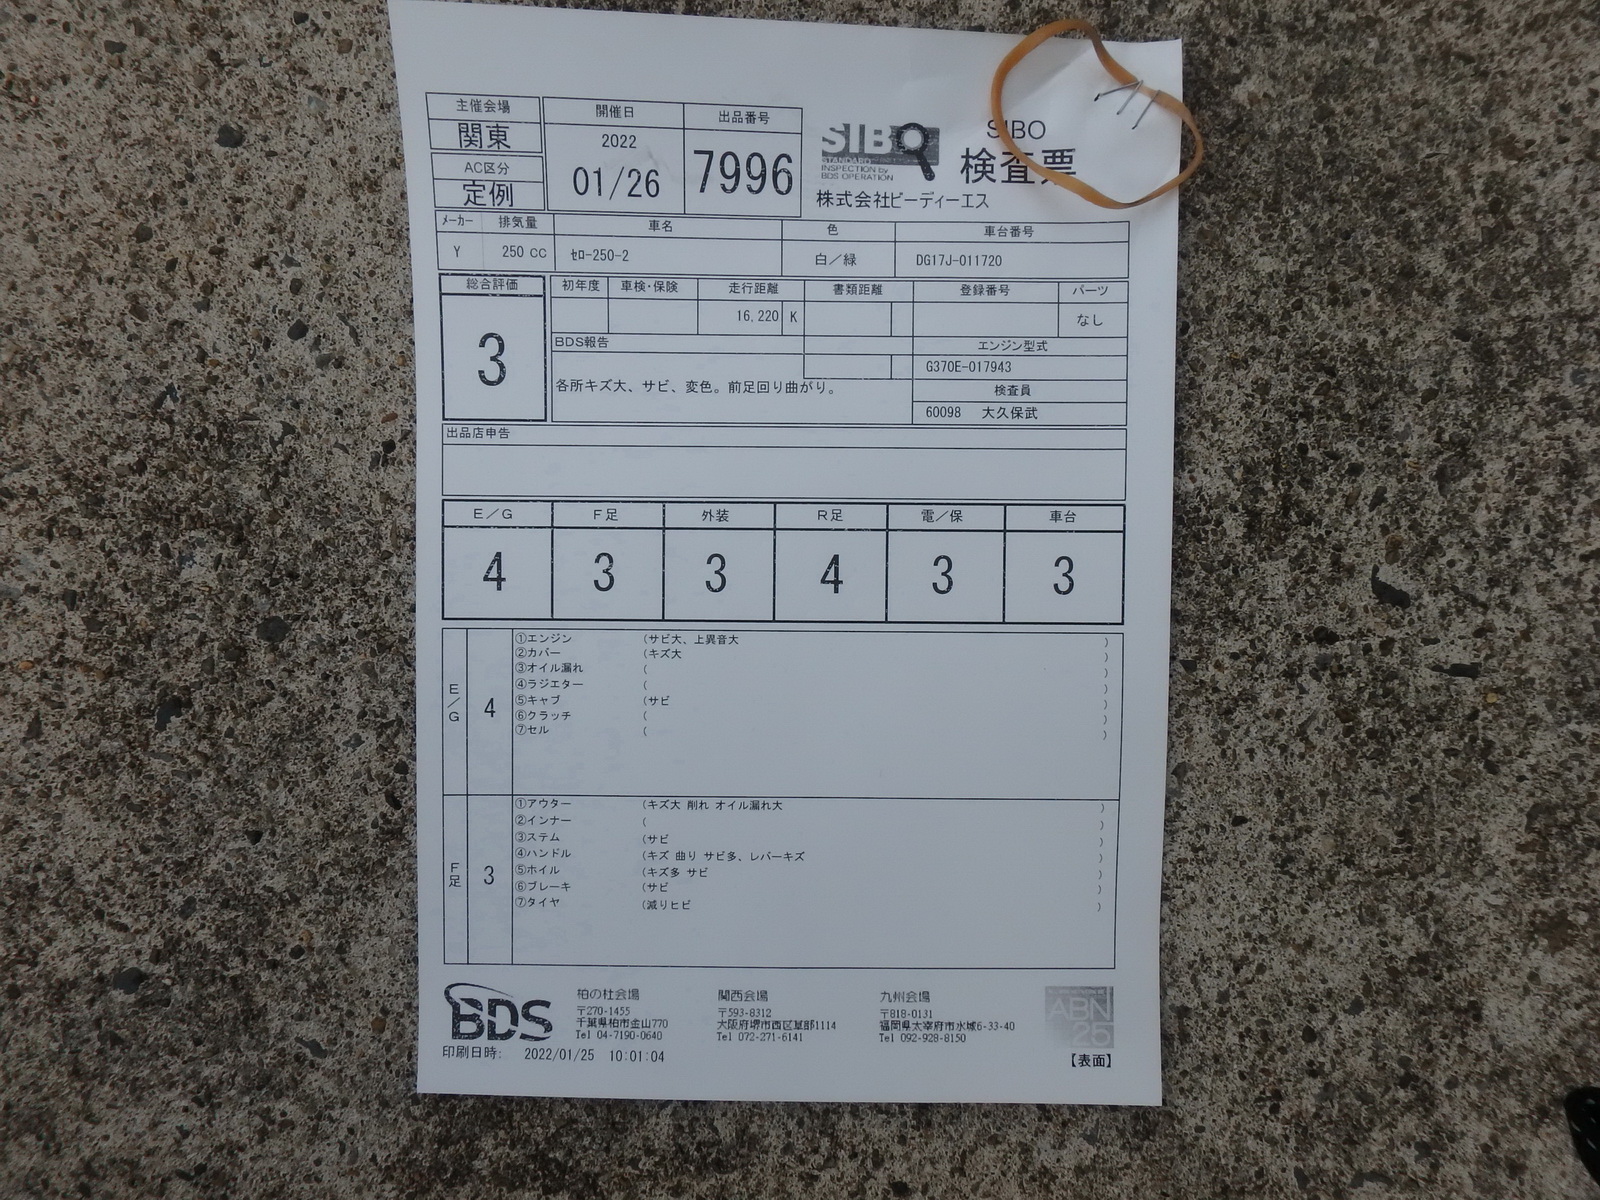 主催会場 開催日 出品番号
関東 2022 01/26 7996
AC区分
定例
SIBO
STANDARD
INSPECTION by
BDS OPERATION
SIBO
検査票
株式会社ビーディーエス
メーカー 排気量 車名 色 車台番号
Y 250 CC ｾﾛｰ250-2 白／緑 DG17J-011720
総合評価 初年度 車検・保険 走行距離 書類距離 登録番号 パーツ
3 16,220 K なし
BDS報告 エンジン型式
G370E-017943
各所キズ大、サビ、変色。前足回り曲がり。
検査員
60098 大久保武
出品店申告
E／G F足 外装 R足 電／保 車台
4 3 3 4 3 3
E／G 4
①エンジン (サビ大、上異音大 )
②カバー (キズ大 )
③オイル漏れ ( )
④ラジエター ( )
⑤キャブ (サビ )
⑥クラッチ ( )
⑦セル ( )
F足 3
①アウター (キズ大 削れ オイル漏れ大 )
②インナー ( )
③ステム (サビ )
④ハンドル (キズ 曲り サビ多、レバーキズ )
⑤ホイル (キズ多 サビ )
⑥ブレーキ (サビ )
⑦タイヤ (減りヒビ )
BDS
柏の杜会場
〒270-1455
千葉県柏市金山770
Tel 04-7190-0640
関西会場
〒593-8312
大阪府堺市西区草部1114
Tel 072-271-6141
九州会場
〒818-0131
福岡県太宰府市水城6-33-40
Tel 092-928-8150
ABN
25
印刷日時: 2022/01/25 10:01:04
【表面】